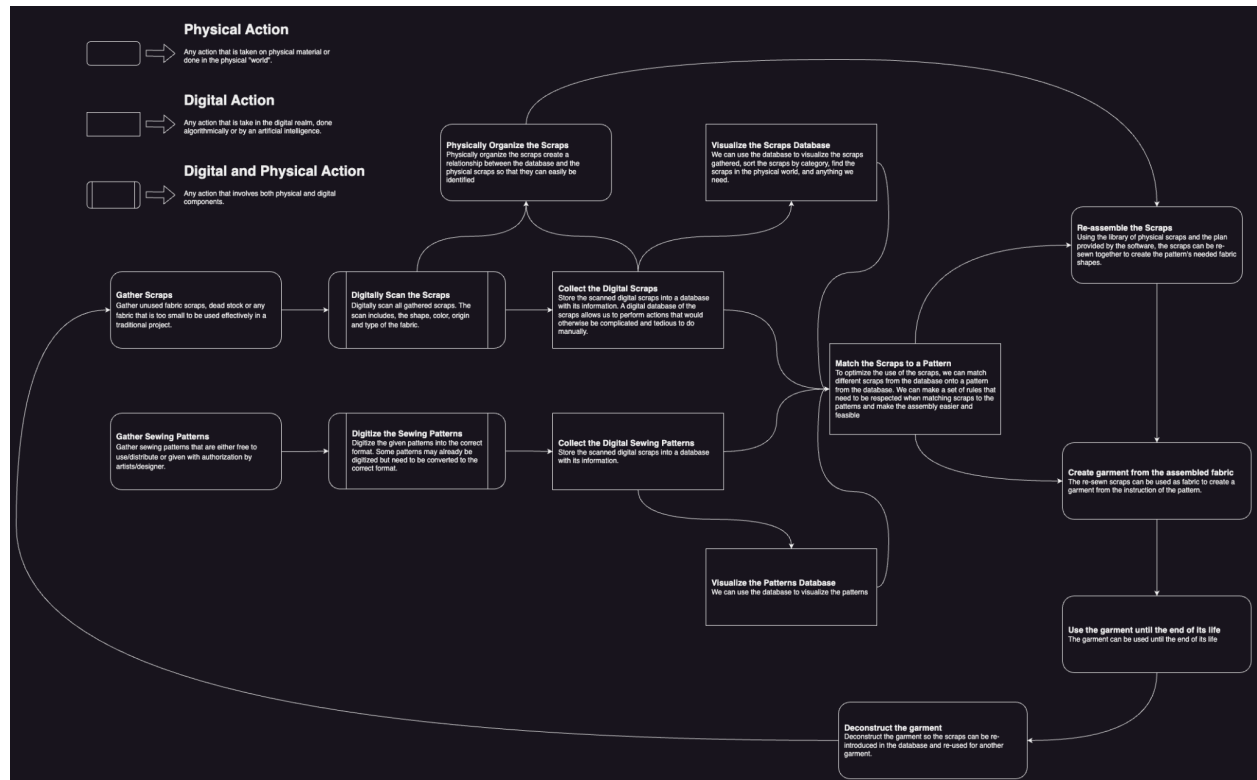 Physical Action
Any action that is taken on physical material or
done in the physical "world".
Digital Action
Any action that is take in the digital realm, done
algorithmically or by an artificial intelligence.
Digital and Physical Action
Any action that involves both physical and digital
components.
Physically Organize the Scraps
Physically organize the scraps create a
relationship between the database and the
physical scraps so that they can easily be
identified
Visualize the Scraps Database
We can use the database to visualize the scraps
gathered, sort the scraps by category, find the
scraps in the physical world, and anything we
need.
Re-assemble the Scraps
Using the library of physical scraps and the plan
provided by the software, the scraps can be re-
sewn together to create the pattern's needed fabric
shapes.
Gather Scraps
Gather unused fabric scraps, dead stock or any
fabric that is too small to be used effectively in a
traditional project.
Digitally Scan the Scraps
Digitally scan all gathered scraps. The
scan includes, the shape, color, origin
and type of the fabric.
Collect the Digital Scraps
Store the scanned digital scraps into a database
with its information. A digital database of the
scraps allows us to perform actions that would
otherwise be complicated and tedious to do
manually.
Match the Scraps to a Pattern
To optimize the use of the scraps, we can match
different scraps from the database onto a pattern
from the database. We can make a set of rules that
need to be respected when matching scraps to the
patterns and make the assembly easier and
feasible
Gather Sewing Patterns
Gather sewing patterns that are either free to
use/distribute or given with authorization by
artists/designer.
Digitize the Sewing Patterns
Digitize the given patterns into the correct
format. Some patterns may already be
digitized but need to be converted to the
correct format.
Collect the Digital Sewing Patterns
Store the scanned digital scraps into a database
with its information.
Create garment from the assembled fabric
The re-sewn scraps can be used as fabric to create a
garment from the instruction of the pattern.
Visualize the Patterns Database
We can use the database to visualize the patterns
Use the garment until the end of its life
The garment can be used until the end of its life
Deconstruct the garment
Deconstruct the garment so the scraps can be re-
introduced in the database and re-used for another
garment.